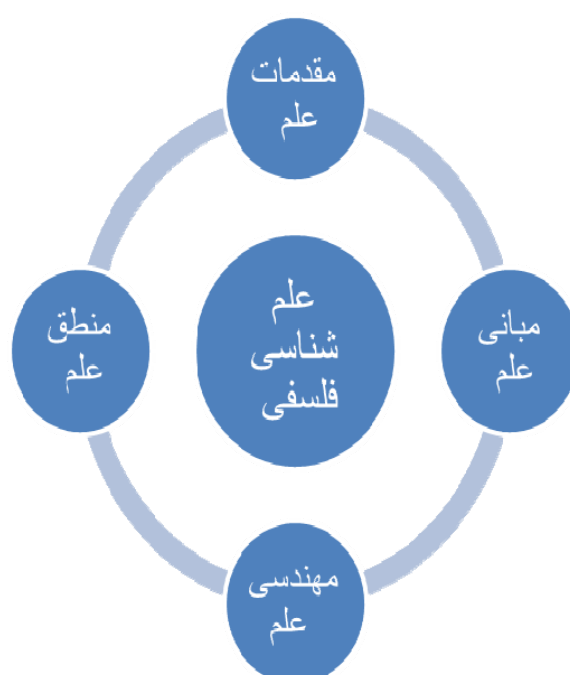 مقدمات
علم
مبانی
علم
علم
شناسی
فلسفی
منطق
علم
مهندسی
علم